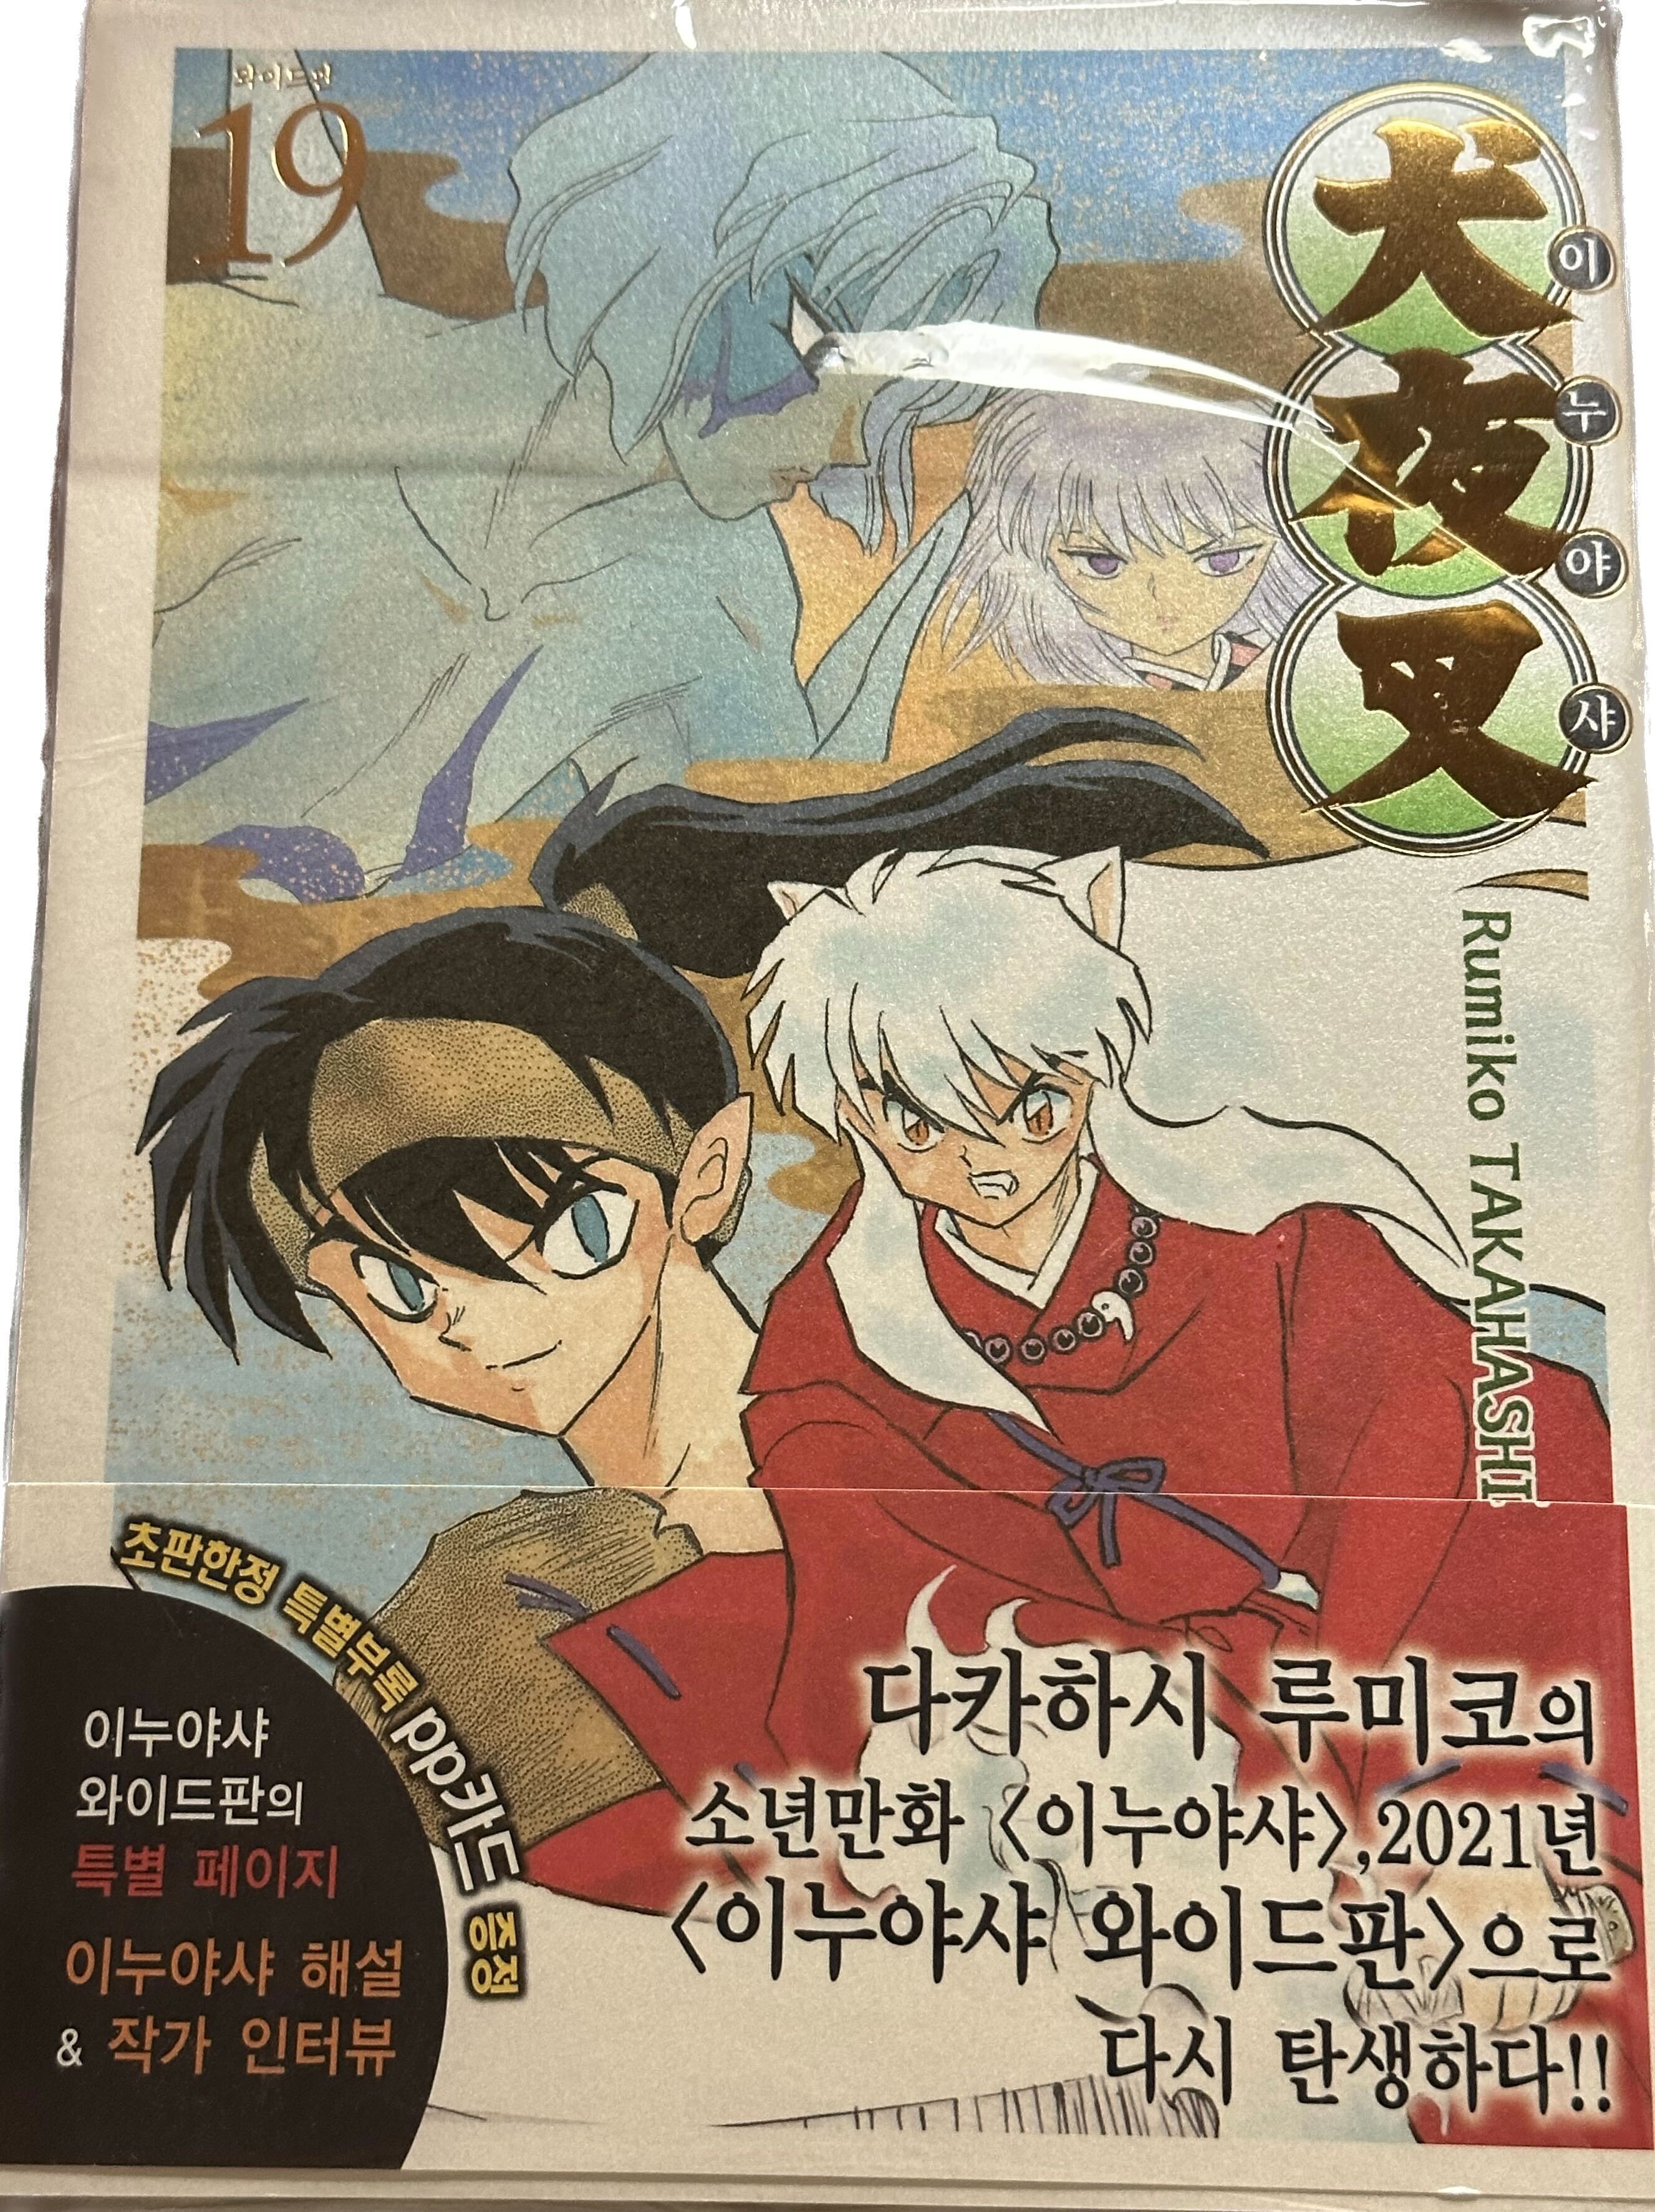 와이드판
19
犬夜叉
이누야샤
Rumiko TAKAHASHI
초판한정 특별부록 pp카드 증정
이누야샤
와이드판의
특별 페이지
이누야샤 해설
& 작가 인터뷰
다카하시 루미코의
소년만화 〈이누야샤〉,2021년
〈이누야샤 와이드판〉으로
다시 탄생하다!!